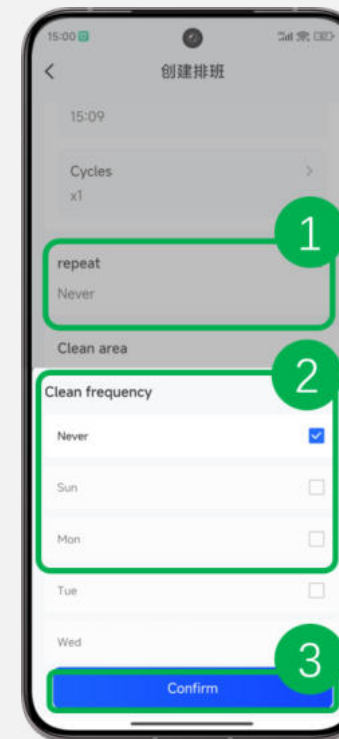 15:00
创建排班
15:09
Cycles
x1
1
repeat
Never
Clean area
2
Clean frequency
Never
Sun
Mon
Tue
Wed
3
Confirm